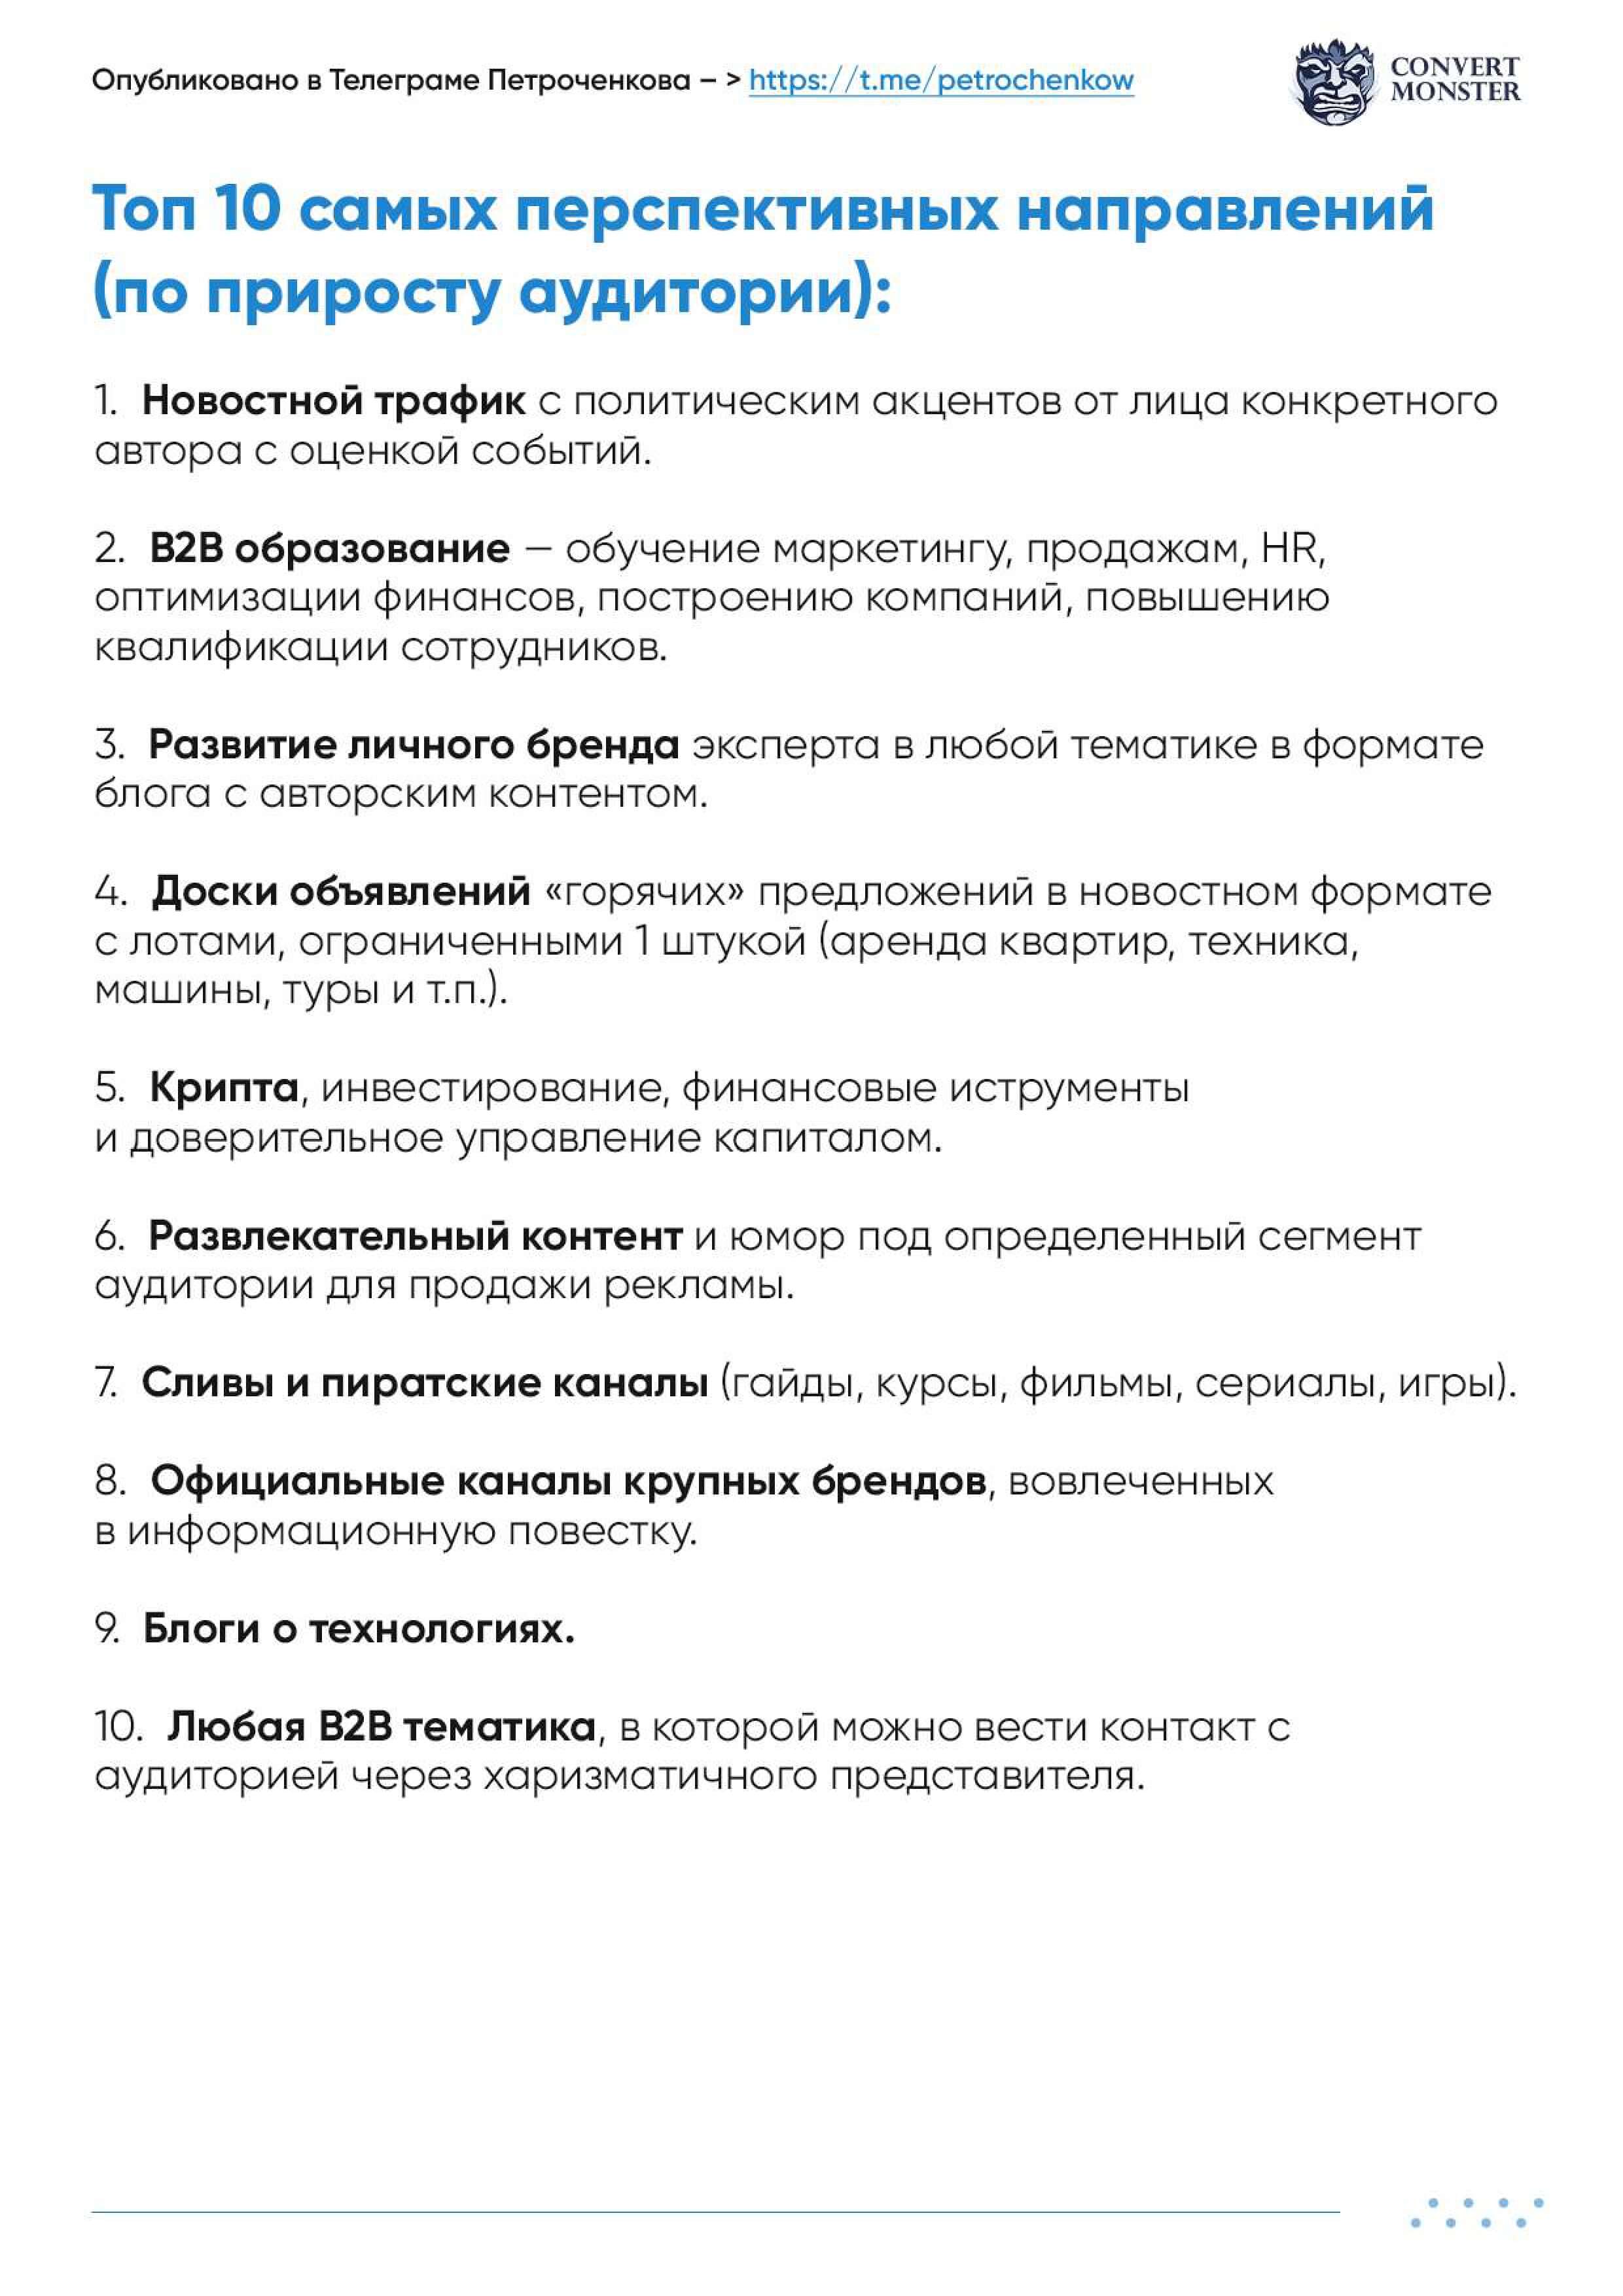 Опубликовано в Телеграме Петроченкова – > https://t.me/petrochenkow
CONVERT
MONSTER
Топ 10 самых перспективных направлений
(по приросту аудитории):
1. Новостной трафик с политическим акцентов от лица конкретного
автора с оценкой событий.
2. B2B образование — обучение маркетингу, продажам, HR,
оптимизации финансов, построению компаний, повышению
квалификации сотрудников.
3. Развитие личного бренда эксперта в любой тематике в формате
блога с авторским контентом.
4. Доски объявлений «горячих» предложений в новостном формате
с лотами, ограниченными 1 штукой (аренда квартир, техника,
машины, туры и т.п.).
5. Крипта, инвестирование, финансовые иструменты
и доверительное управление капиталом.
6. Развлекательный контент и юмор под определенный сегмент
аудитории для продажи рекламы.
7. Сливы и пиратские каналы (гайды, курсы, фильмы, сериалы, игры).
8. Официальные каналы крупных брендов, вовлеченных
в информационную повестку.
9. Блоги о технологиях.
10. Любая B2B тематика, в которой можно вести контакт с
аудиторией через харизматичного представителя.